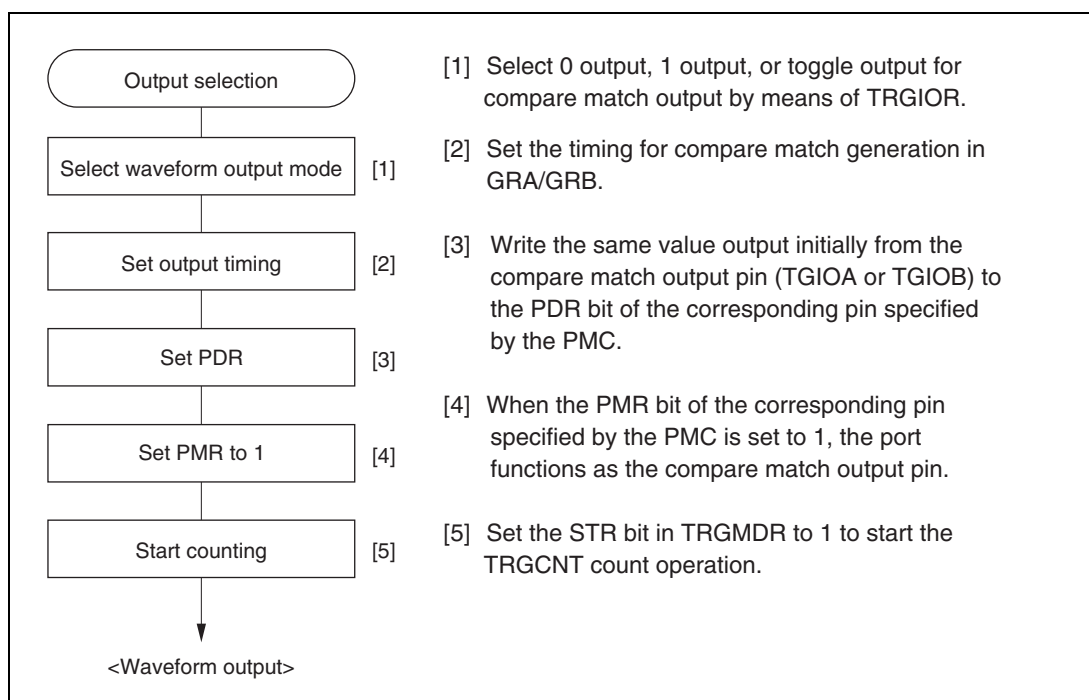 Output selection
Select waveform output mode [1]
Set output timing [2]
Set PDR [3]
Set PMR to 1 [4]
Start counting [5]
<Waveform output>
[1] Select 0 output, 1 output, or toggle output for
compare match output by means of TRGIOR.
[2] Set the timing for compare match generation in
GRA/GRB.
[3] Write the same value output initially from the
compare match output pin (TGIOA or TGIOB) to
the PDR bit of the corresponding pin specified
by the PMC.
[4] When the PMR bit of the corresponding pin
specified by the PMC is set to 1, the port
functions as the compare match output pin.
[5] Set the STR bit in TRGMDR to 1 to start the
TRGCNT count operation.